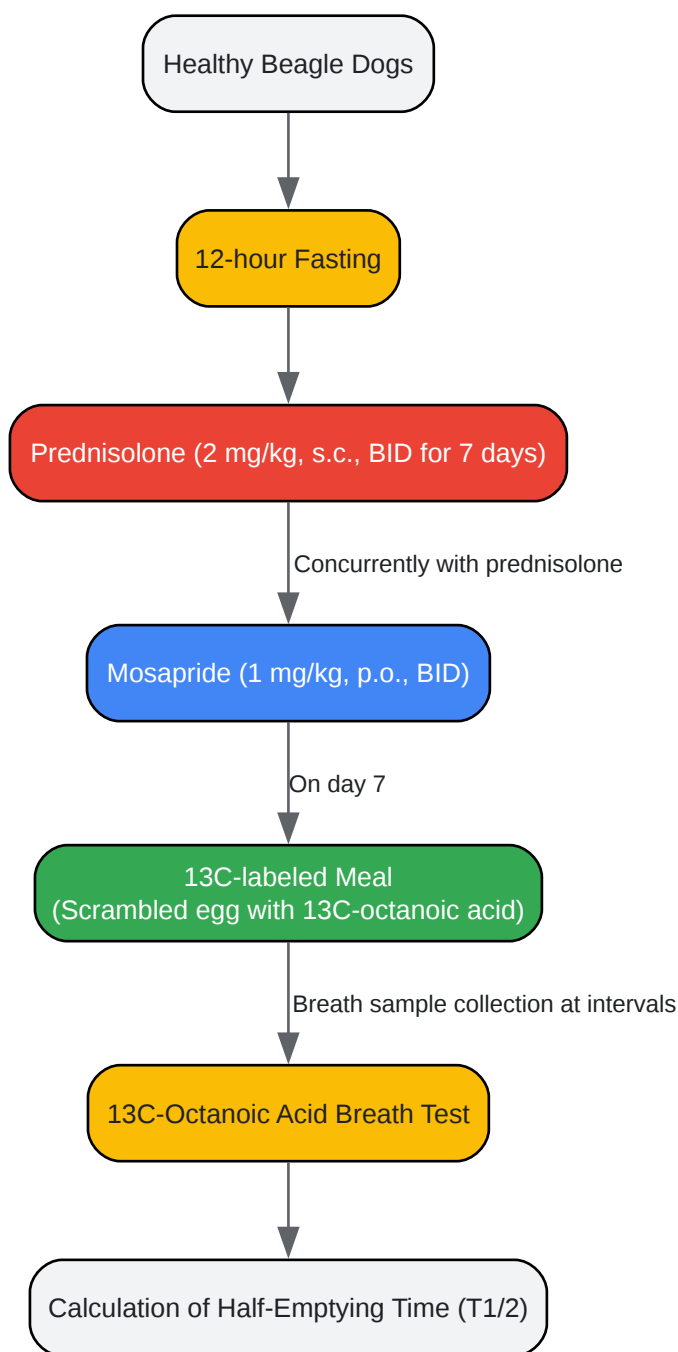 Healthy Beagle Dogs
12-hour Fasting
Prednisolone (2 mg/kg, s.c., BID for 7 days)
Concurrently with prednisolone
Mosapride (1 mg/kg, p.o., BID)
On day 7
13C-labeled Meal
(Scrambled egg with 13C-octanoic acid)
Breath sample collection at intervals
13C-Octanoic Acid Breath Test
Calculation of Half-Emptying Time (T1/2)